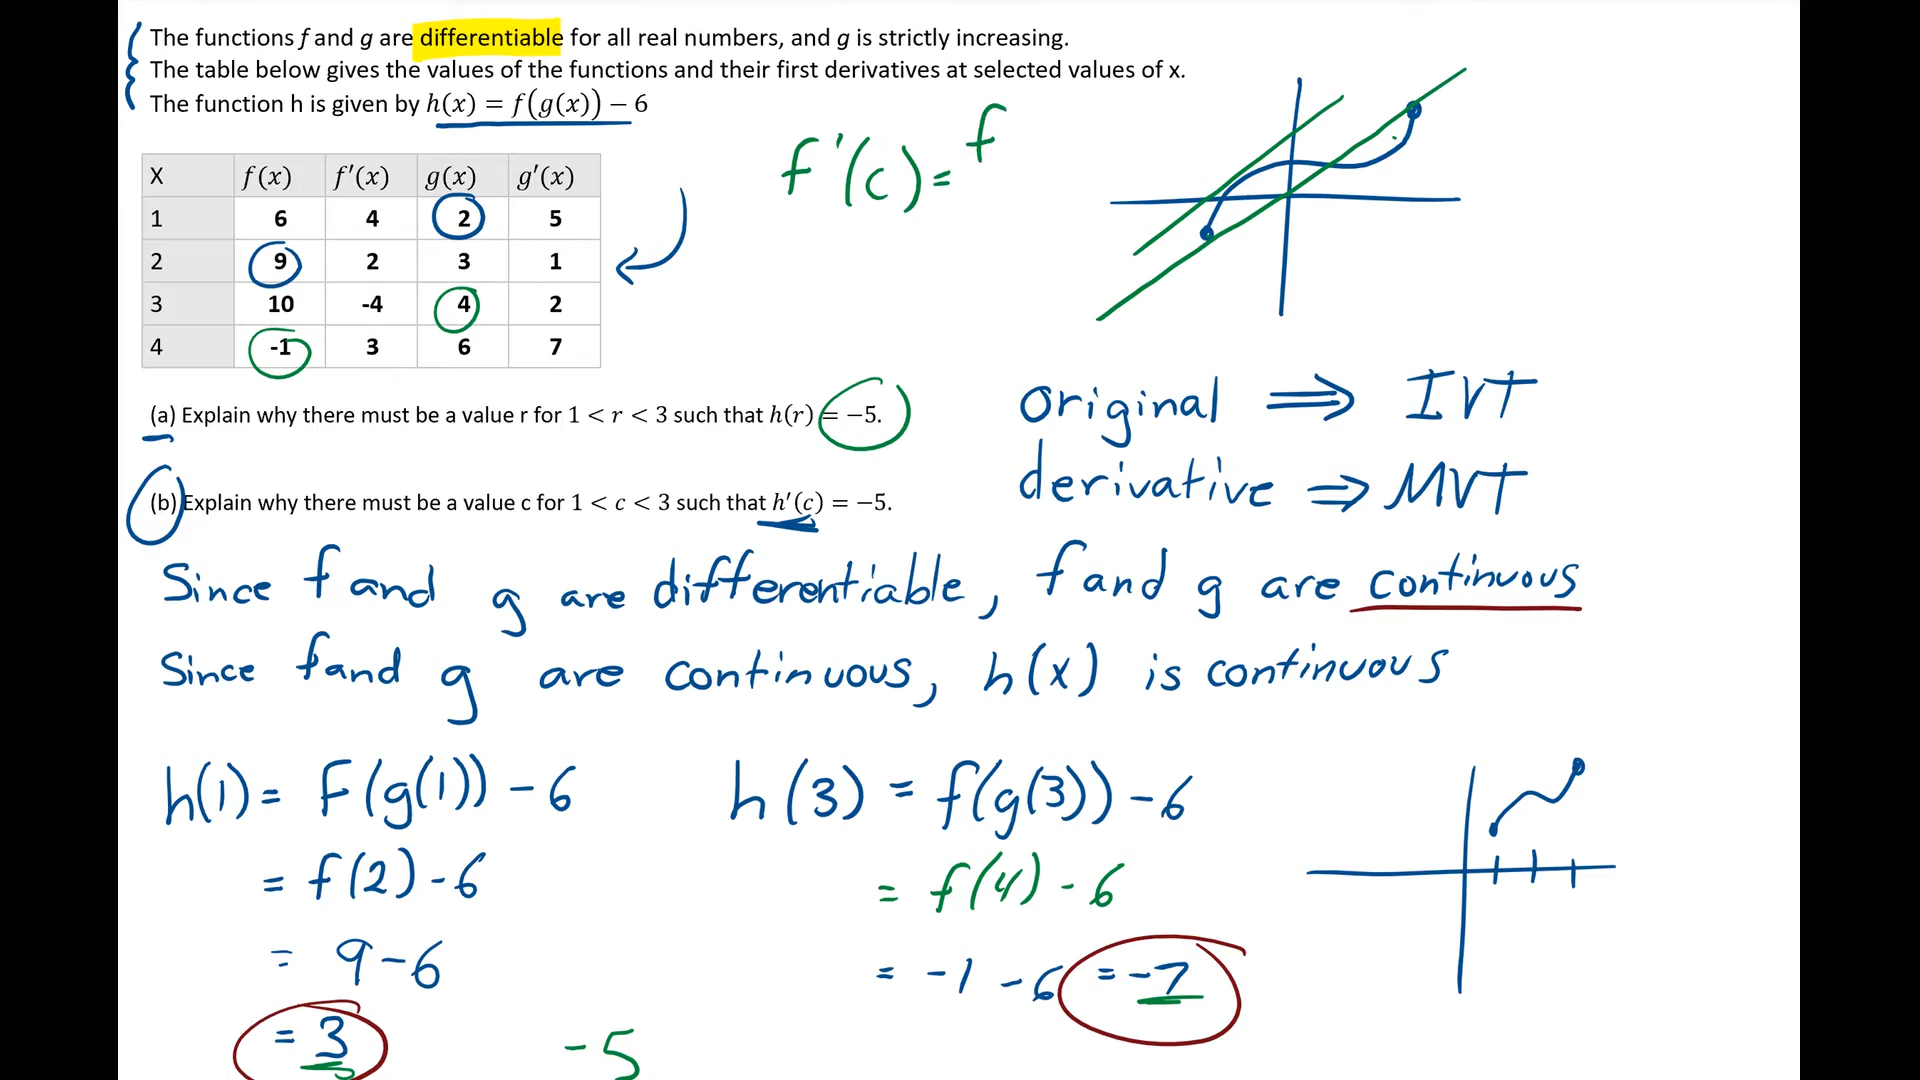 The functions f and g are differentiable for all real numbers, and g is strictly increasing.
The table below gives the values of the functions and their first derivatives at selected values of x.
The function h is given by h(x) = f(g(x)) − 6
f'(c) = f
X f(x) f′(x) g(x) g′(x)
1 6 4 2 5
2 9 2 3 1
3 10 -4 4 2
4 -1 3 6 7
(a) Explain why there must be a value r for 1 < r < 3 such that h(r) = −5.
original ⟹ IVT
(b) Explain why there must be a value c for 1 < c < 3 such that h′(c) = −5.
derivative ⟹ MVT
Since f and g are differentiable, f and g are continuous
Since f and g are continuous, h(x) is continuous
h(1) = F(g(1)) - 6
h(3) = f(g(3)) - 6
= f(2) - 6
= f(4) - 6
= 9 - 6
= -1 - 6 = -7
= 3
-5